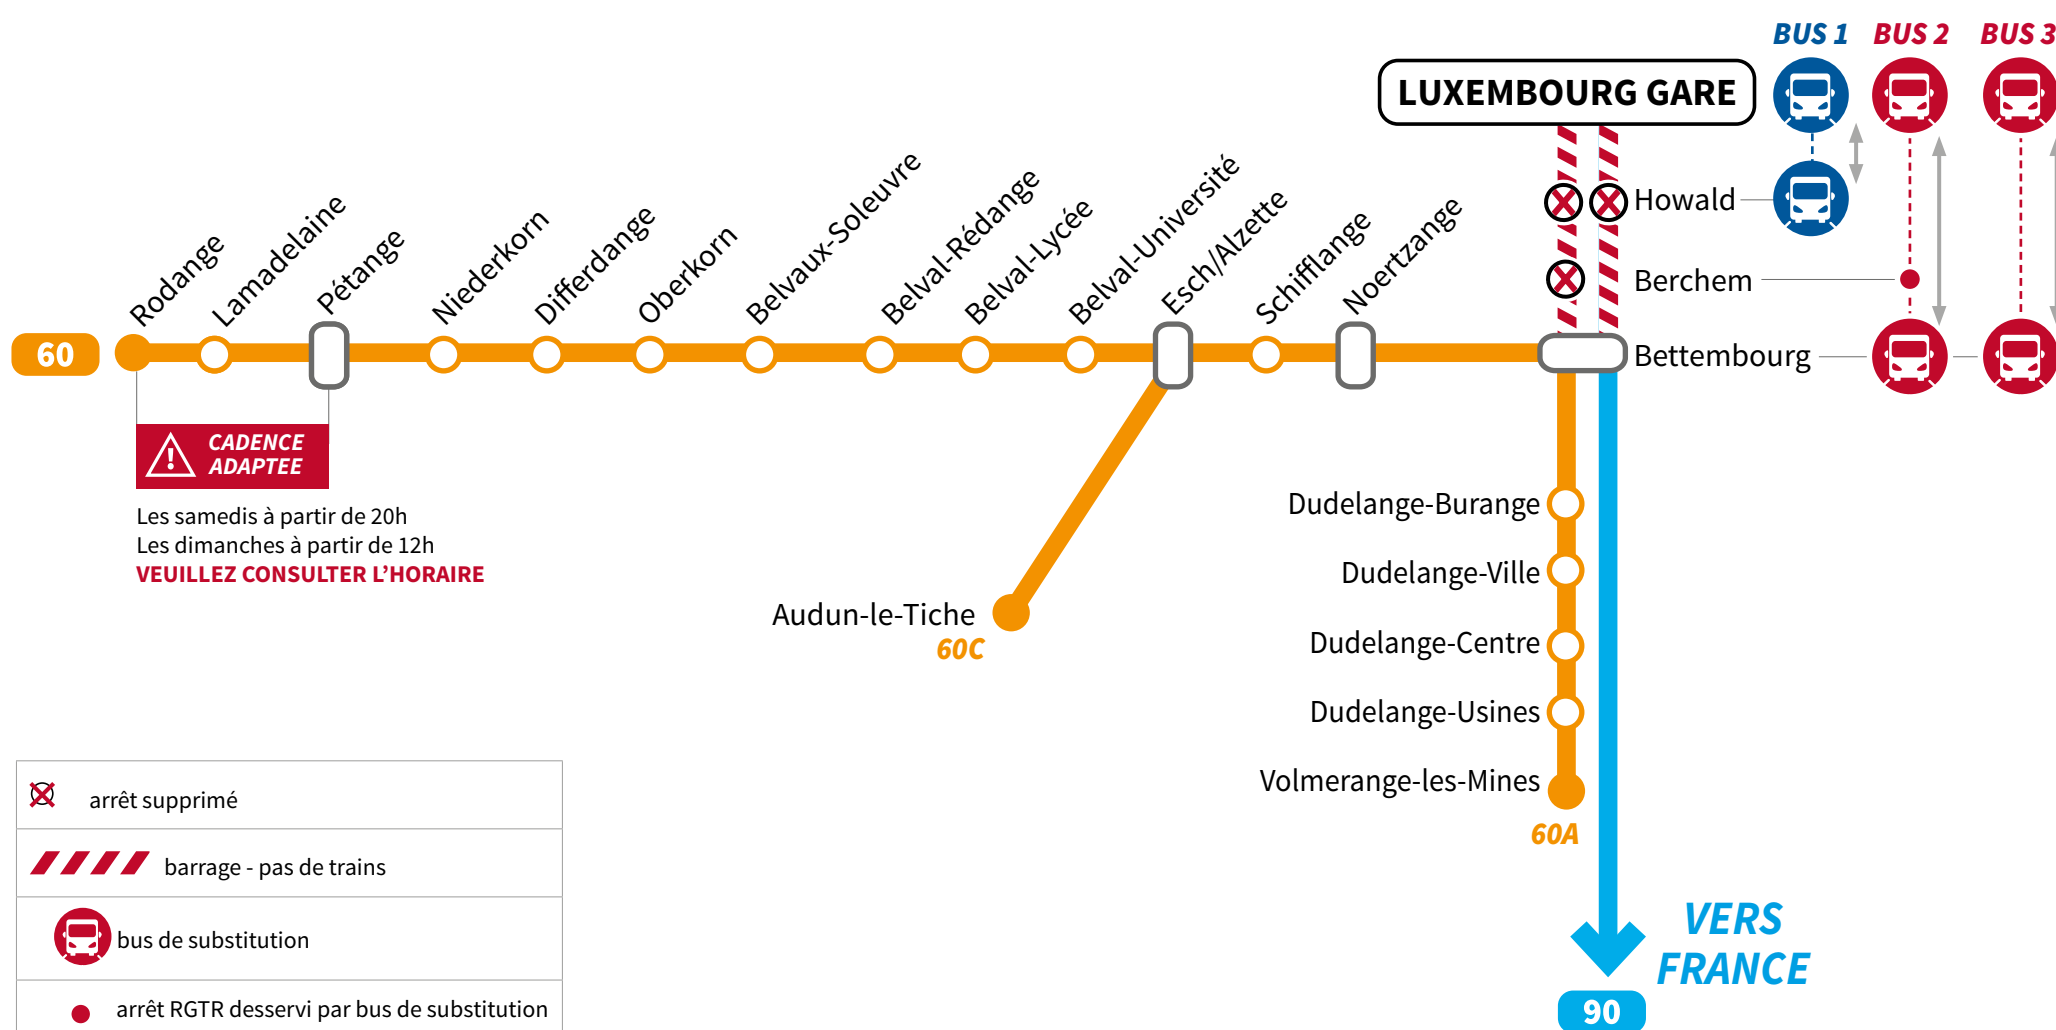 BUS 1
BUS 2
BUS 3
LUXEMBOURG GARE
Howald
Berchem
Bettembourg
60
Rodange
Lamadelaine
Pétange
Niederkorn
Differdange
Oberkorn
Belvaux-Soleuvre
Belval-Rédange
Belval-Lycée
Belval-Université
Esch/Alzette
Schifflange
Noertzange
CADENCE
ADAPTEE
Les samedis à partir de 20h
Les dimanches à partir de 12h
VEUILLEZ CONSULTER L’HORAIRE
Audun-le-Tiche
60C
Dudelange-Burange
Dudelange-Ville
Dudelange-Centre
Dudelange-Usines
Volmerange-les-Mines
60A
VERS
FRANCE
90
arrêt supprimé
barrage - pas de trains
bus de substitution
arrêt RGTR desservi par bus de substitution